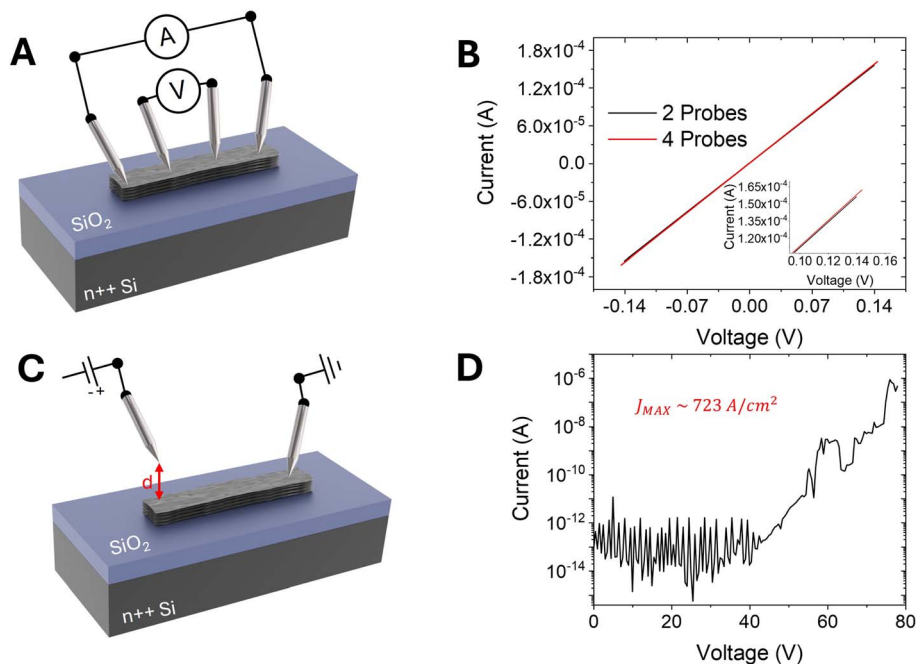 A
A
V
SiO₂
n++ Si
B
1.8x10⁻⁴
1.2x10⁻⁴
6.0x10⁻⁵
0.0
-6.0x10⁻⁵
-1.2x10⁻⁴
-1.8x10⁻⁴
Current (A)
2 Probes
4 Probes
1.65x10⁻⁴
1.50x10⁻⁴
1.35x10⁻⁴
1.20x10⁻⁴
Current (A)
0.10 0.12 0.14 0.16
Voltage (V)
-0.14 -0.07 0.00 0.07 0.14
Voltage (V)
C
- +
d
SiO₂
n++ Si
D
10⁻⁶
10⁻⁸
10⁻¹⁰
10⁻¹²
10⁻¹⁴
Current (A)
J_MAX ~ 723 A/cm²
0 20 40 60 80
Voltage (V)